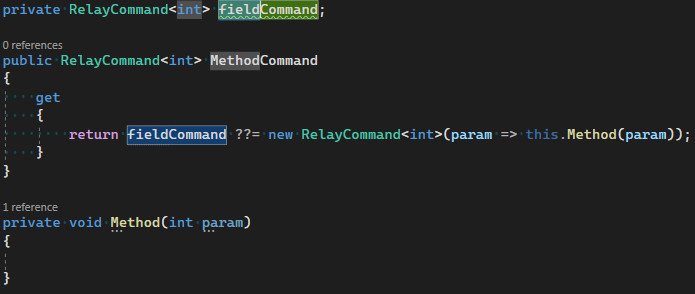 private RelayCommand<int> fieldCommand;
0 references
public RelayCommand<int> MethodCommand
{
get
{
return fieldCommand ??= new RelayCommand<int>(param => this.Method(param));
}
}
1 reference
private void Method(int param)
{
}